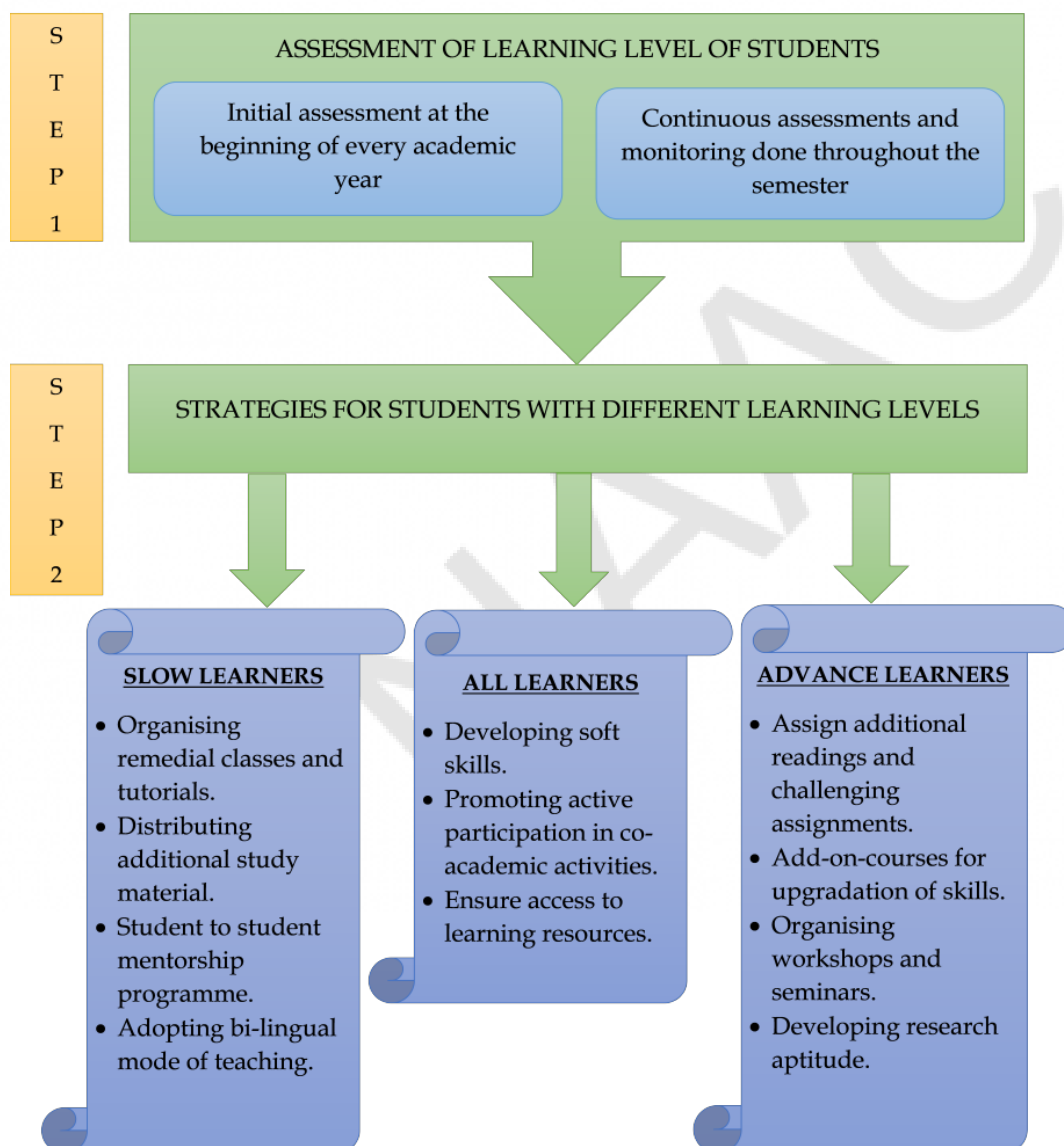 S
T
E
P
1
ASSESSMENT OF LEARNING LEVEL OF STUDENTS
Initial assessment at the
beginning of every academic
year
Continuous assessments and
monitoring done throughout the
semester
S
T
E
P
2
STRATEGIES FOR STUDENTS WITH DIFFERENT LEARNING LEVELS
SLOW LEARNERS
• Organising
remedial classes and
tutorials.
• Distributing
additional study
material.
• Student to student
mentorship
programme.
• Adopting bi-lingual
mode of teaching.
ALL LEARNERS
• Developing soft
skills.
• Promoting active
participation in co-
academic activities.
• Ensure access to
learning resources.
ADVANCE LEARNERS
• Assign additional
readings and
challenging
assignments.
• Add-on-courses for
upgradation of skills.
• Organising
workshops and
seminars.
• Developing research
aptitude.
NAAC